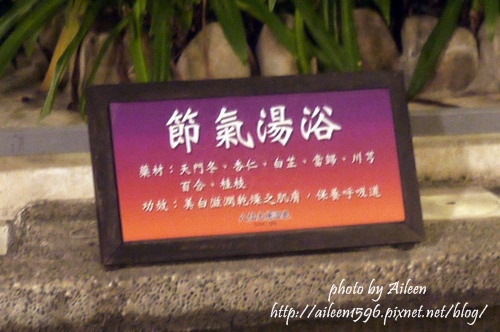 節氣湯浴
藥材：天門冬。杏仁。白芷。當歸。川芎
百合。桂枝
功效：美白滋潤乾燥之肌膚，保養呼吸道
photo by Aileen
http://aileen1596.pixnet.net/blog/